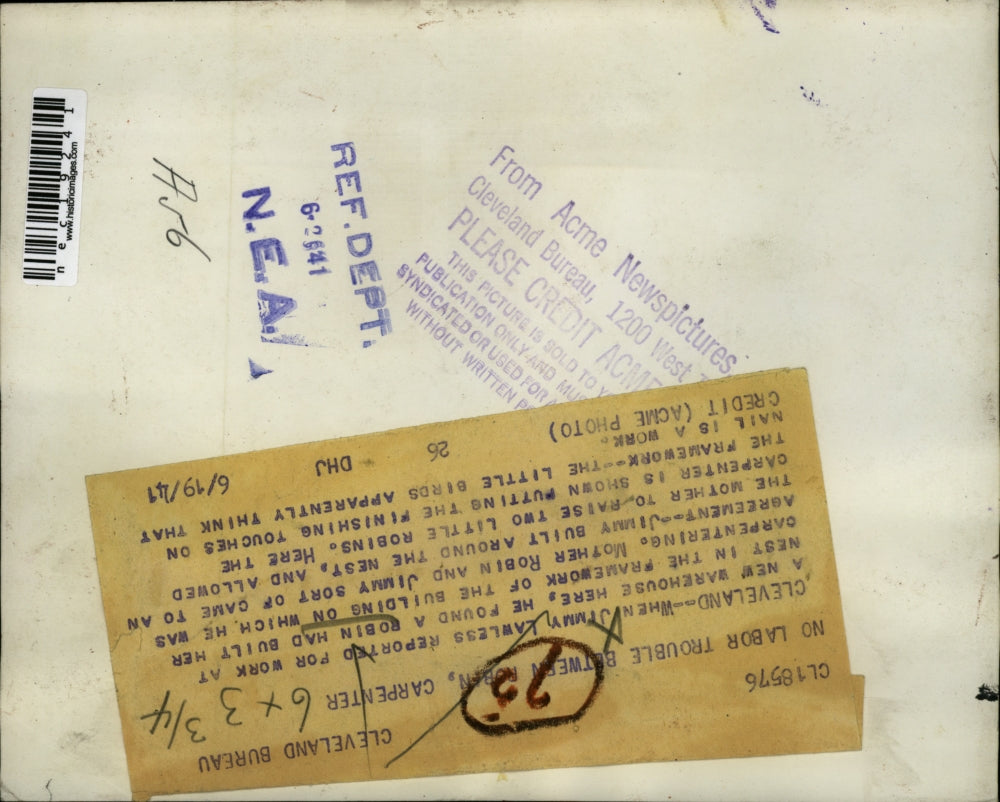 nec19241
www.historicimages.com
A56
REF. DEPT.
6-2641
N.E.A.
From Acme Newspictures
Cleveland Bureau, 1200 West
PLEASE CREDIT ACME
THIS PICTURE IS SOLD TO
PUBLICATION ONLY AND
SYNDICATED OR USED FOR
WITHOUT WRITTEN
CL18576 CLEVELAND BUREAU
NO LABOR TROUBLE BETWEEN ROBIN, CARPENTER
6 x 3 3/4
CLEVELAND--WHEN JIMMY LAWLESS REPORTED FOR WORK AT
A NEW WAREHOUSE HERE, HE FOUND A ROBIN HAD BUILT HER
NEST IN THE FRAMEWORK OF THE BUILDING ON WHICH HE WAS
CARPENTERING. MOTHER ROBIN AND JIMMY SORT OF CAME TO AN
AGREEMENT--JIMMY BUILT AROUND THE NEST, AND ALLOWED
THE MOTHER TO RAISE TWO LITTLE ROBINS. HERE THE
CARPENTER IS SHOWN PUTTING THE FINISHING TOUCHES ON
THE FRAMEWORK--THE LITTLE BIRDS APPARENTLY THINK THAT
NAIL IS A WORK.
CREDIT (ACME PHOTO) 26 DHJ 6/19/41